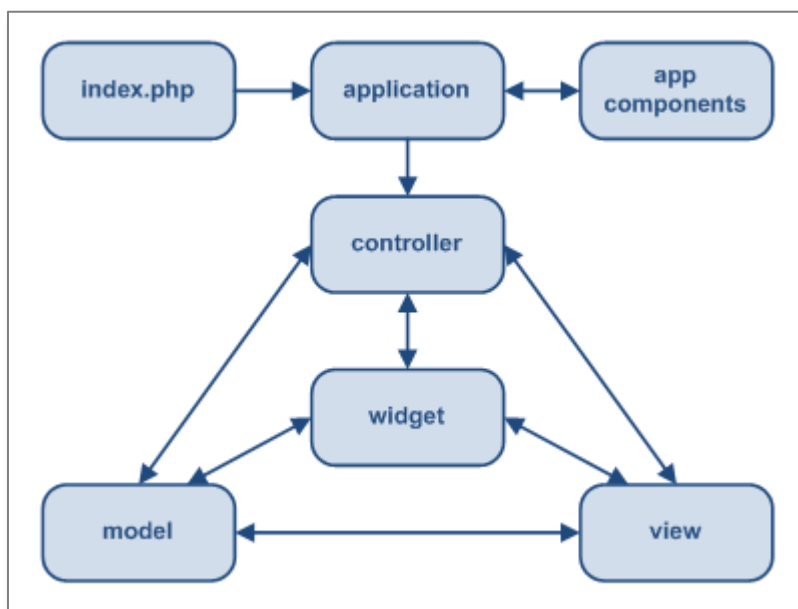 index.php
application
app
components
controller
widget
model
view